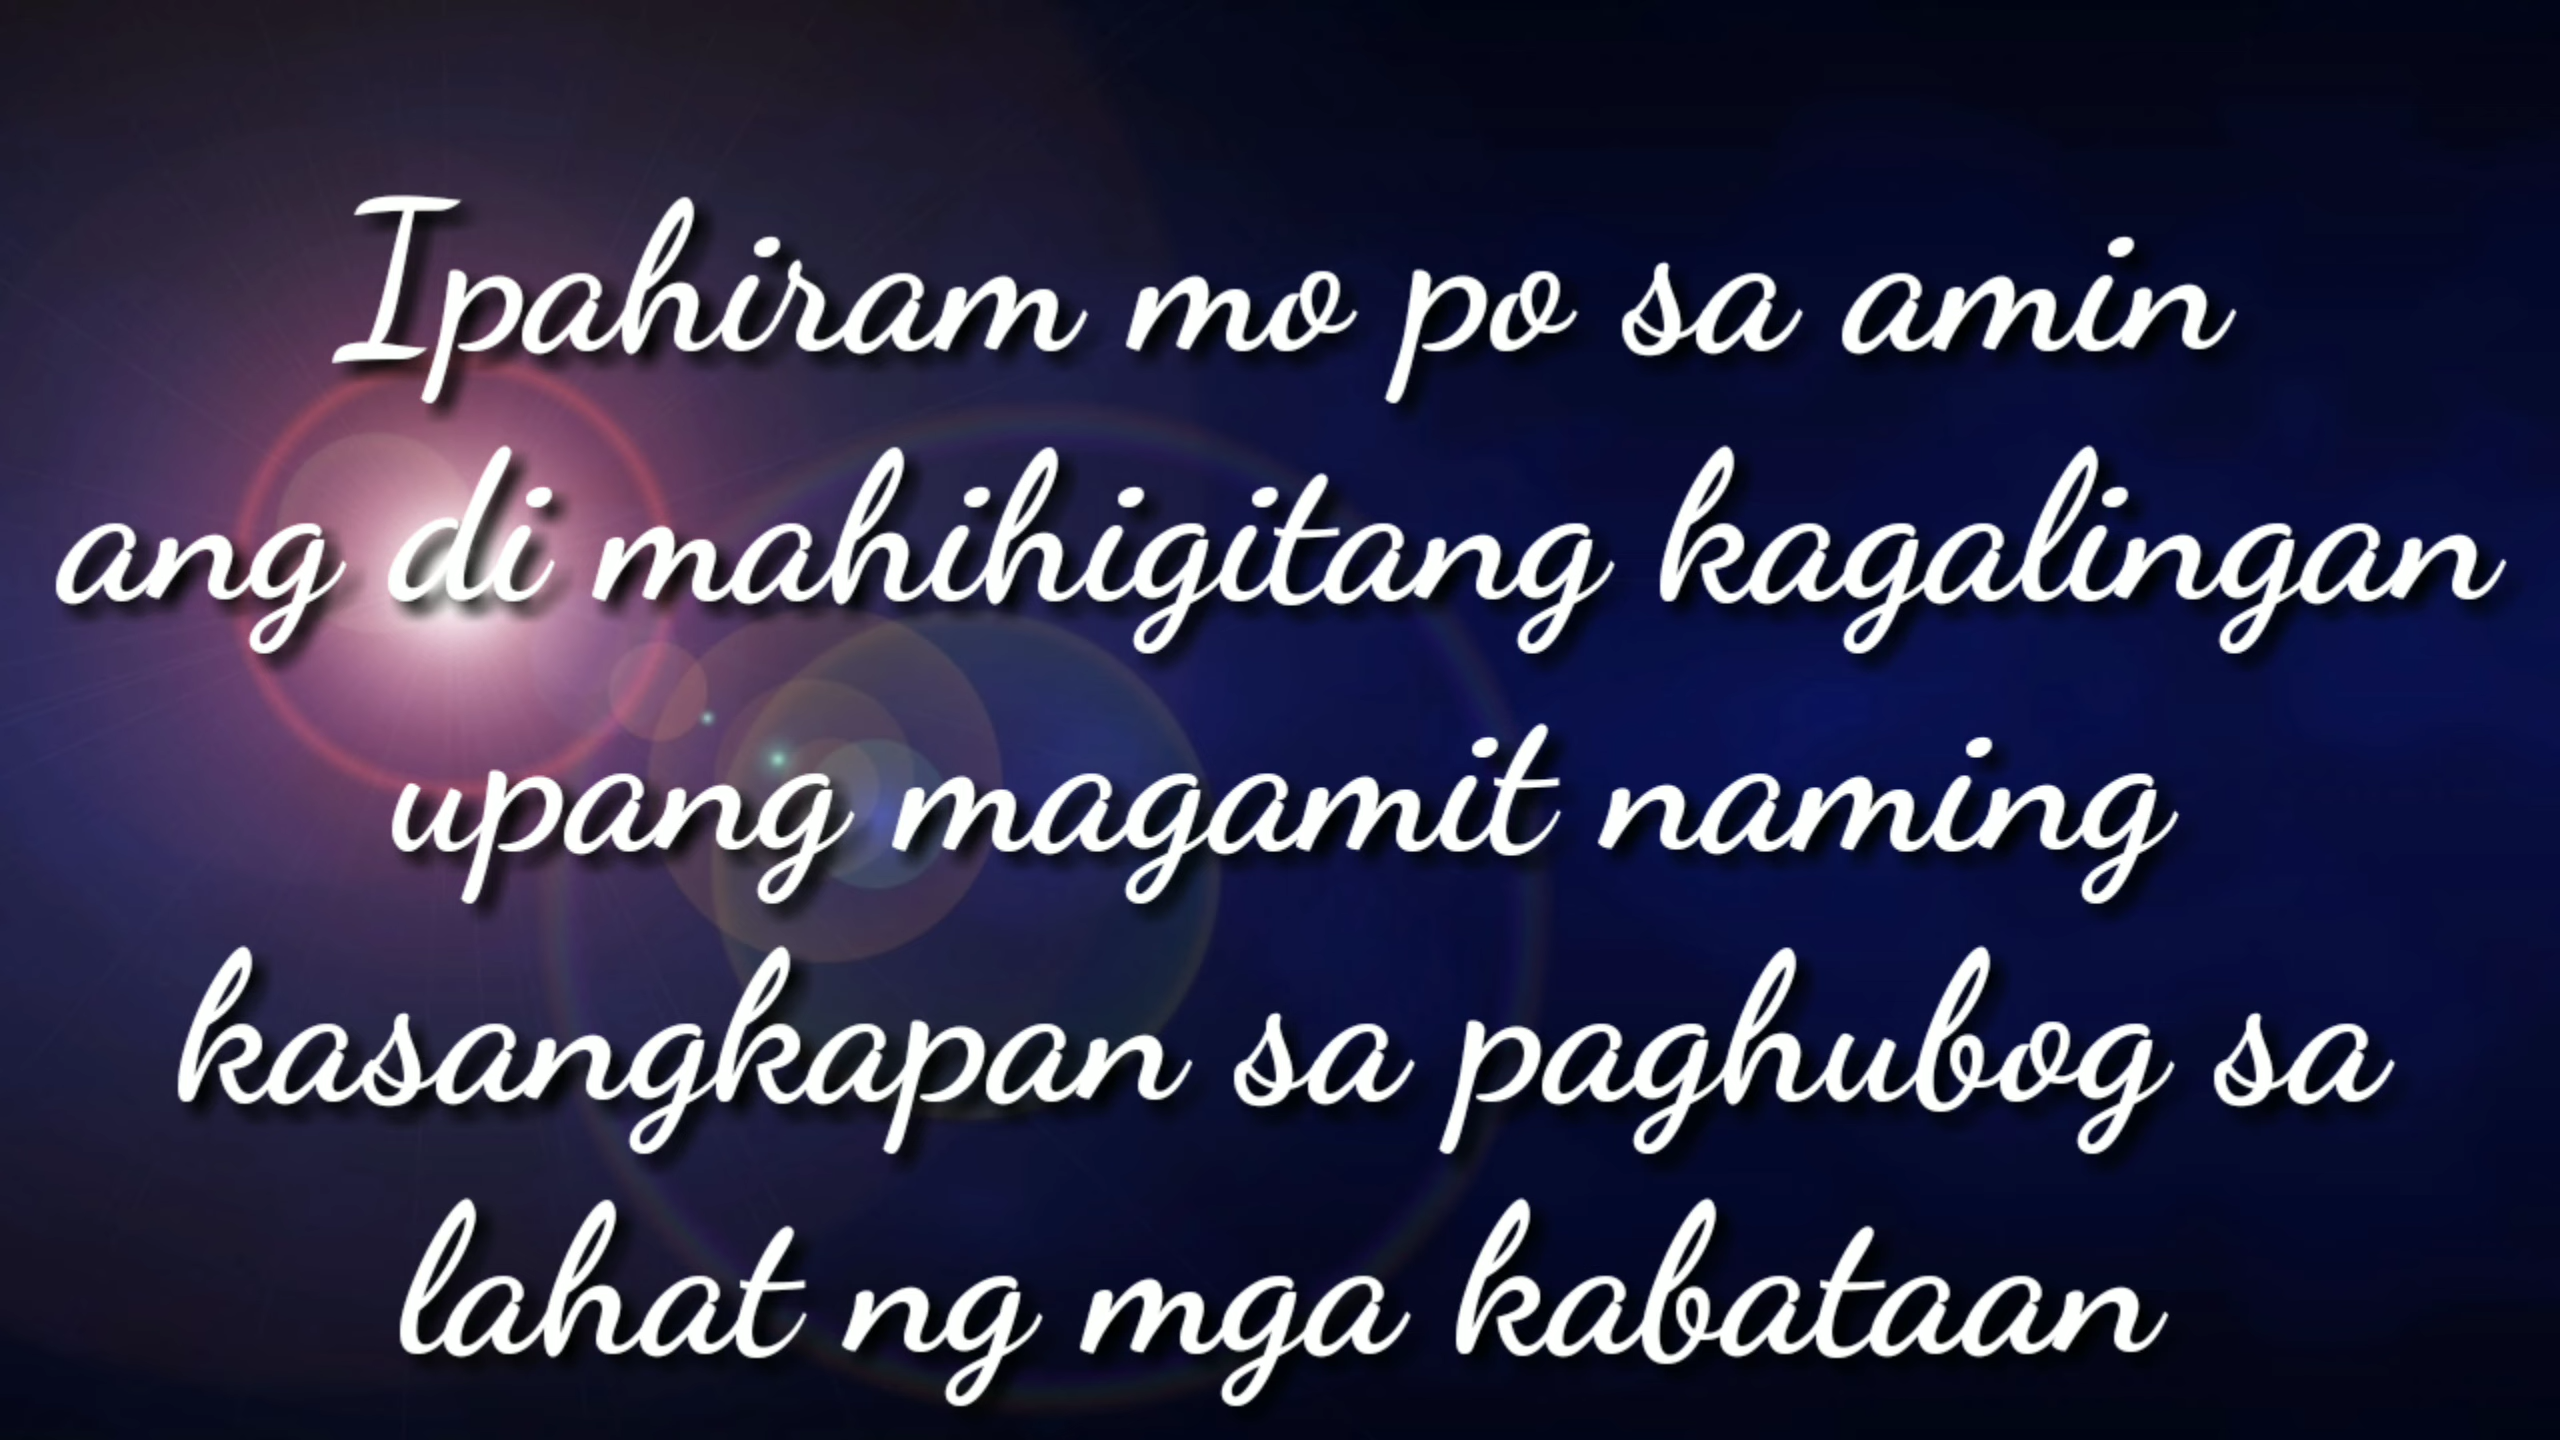 Ipahiram mo po sa amin
ang di mahihigitang kagalingan
upang magamit naming
kasangkapan sa paghubog sa
lahat ng mga kabataan